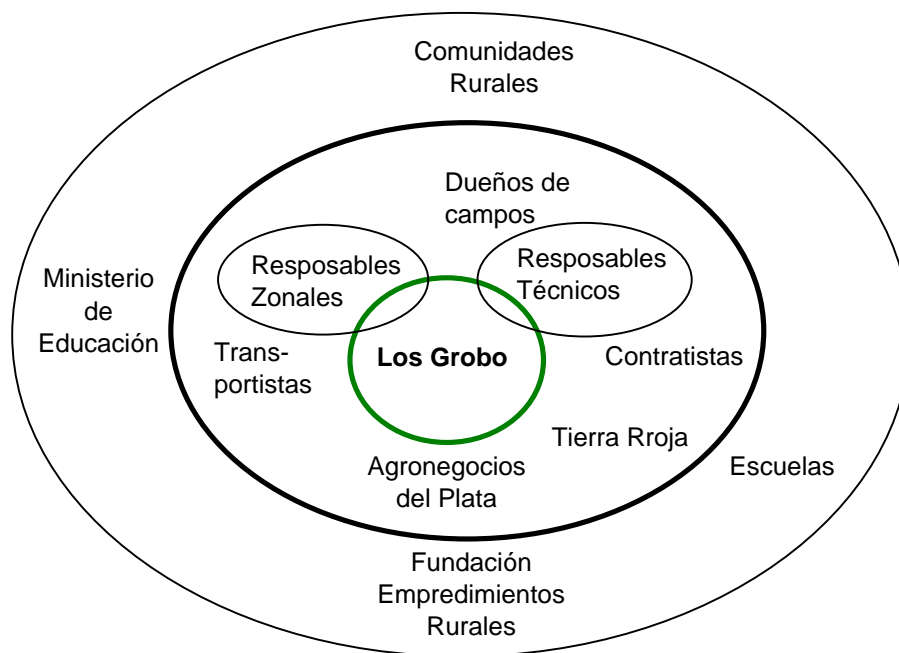 Comunidades
Rurales
Dueños de
campos
Resposables
Zonales
Resposables
Técnicos
Ministerio
de
Educación
Trans-
portistas
Los Grobo
Contratistas
Tierra Rroja
Agronegocios
del Plata
Escuelas
Fundación
Empredimientos
Rurales